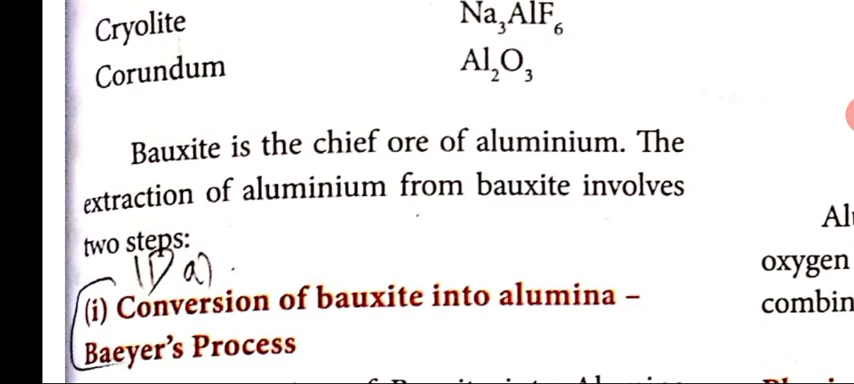 Cryolite Na₃AlF₆
Corundum Al₂O₃
Bauxite is the chief ore of aluminium. The
extraction of aluminium from bauxite involves
two steps:
a)
(i) Conversion of bauxite into alumina –
Baeyer's Process
oxygen
combin